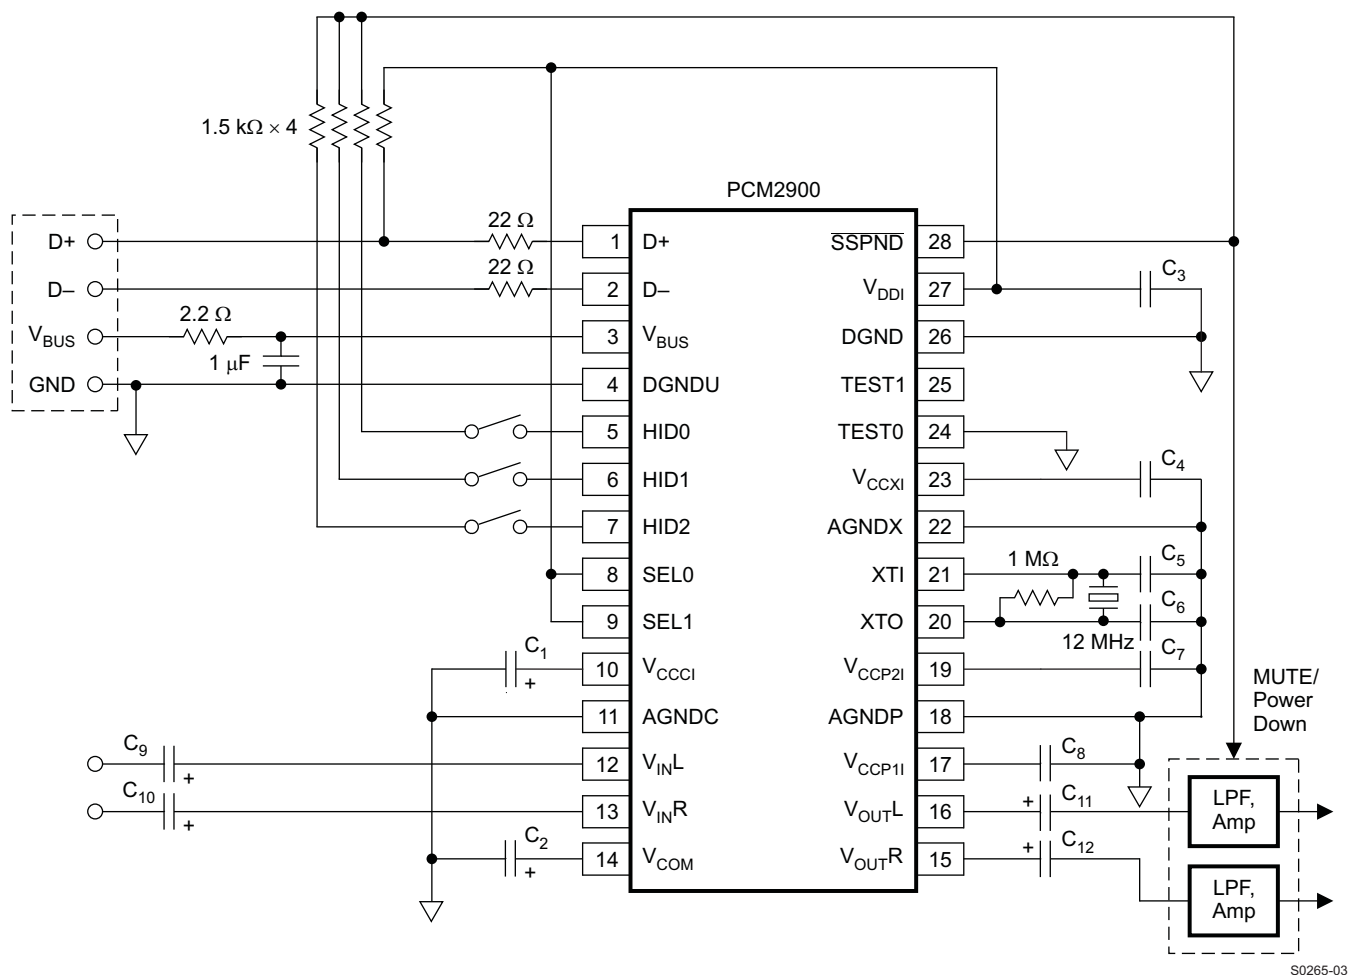 1.5 kΩ × 4
PCM2900
D+
22 Ω
1
D+
SSPND
28
D–
22 Ω
2
D–
VDDI
27
C3
VBUS
2.2 Ω
1 μF
3
VBUS
DGND
26
GND
4
DGNDU
TEST1
25
5
HID0
TEST0
24
6
HID1
VCCXI
23
C4
7
HID2
AGNDX
22
8
SEL0
XTI
21
1 MΩ
C5
9
SEL1
XTO
20
12 MHz
C6
C1
+
10
VCCCI
VCCP2I
19
C7
11
AGNDC
AGNDP
18
MUTE/
Power
Down
C9
+
12
VINL
VCCP1I
17
C8
C10
+
13
VINR
VOUTL
16
+
C11
LPF,
Amp
C2
+
14
VCOM
VOUTR
15
+
C12
LPF,
Amp
S0265-03